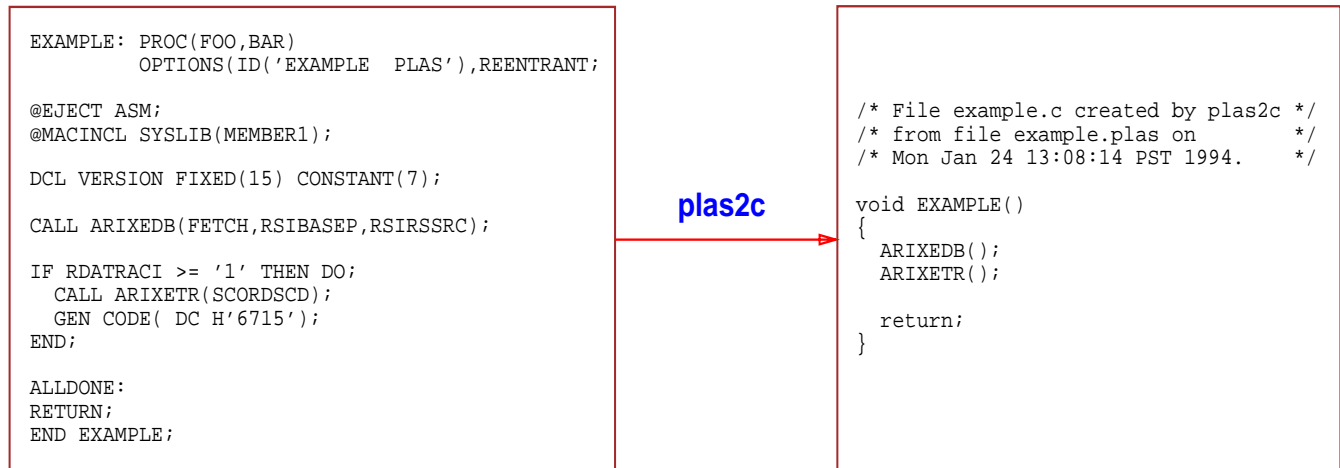 EXAMPLE: PROC(FOO,BAR)
OPTIONS(ID('EXAMPLE  PLAS'),REENTRANT;
@EJECT ASM;
@MACINCL SYSLIB(MEMBER1);
DCL VERSION FIXED(15) CONSTANT(7);
CALL ARIXEDB(FETCH,RSIBASEP,RSIRSSRC);
IF RDATRACI >= '1' THEN DO;
CALL ARIXETR(SCORDSCD);
GEN CODE( DC H'6715');
END;
ALLDONE:
RETURN;
END EXAMPLE;
plas2c
/* File example.c created by plas2c */
/* from file example.plas on        */
/* Mon Jan 24 13:08:14 PST 1994.    */
void EXAMPLE()
{
ARIXEDB();
ARIXETR();
return;
}